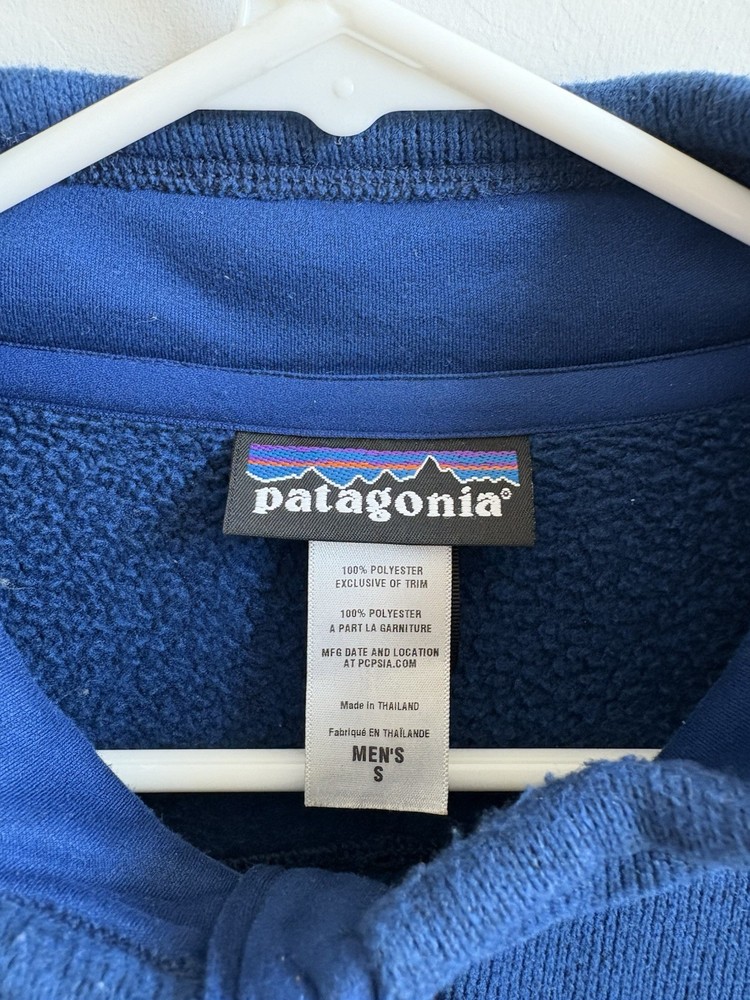 patagonia®
100% POLYESTER
EXCLUSIVE OF TRIM
100% POLYESTER
A PART LA GARNITURE
MFG DATE AND LOCATION
AT PCPSIA.COM
Made in THAILAND
Fabriqué EN THAÏLANDE
MEN'S
S